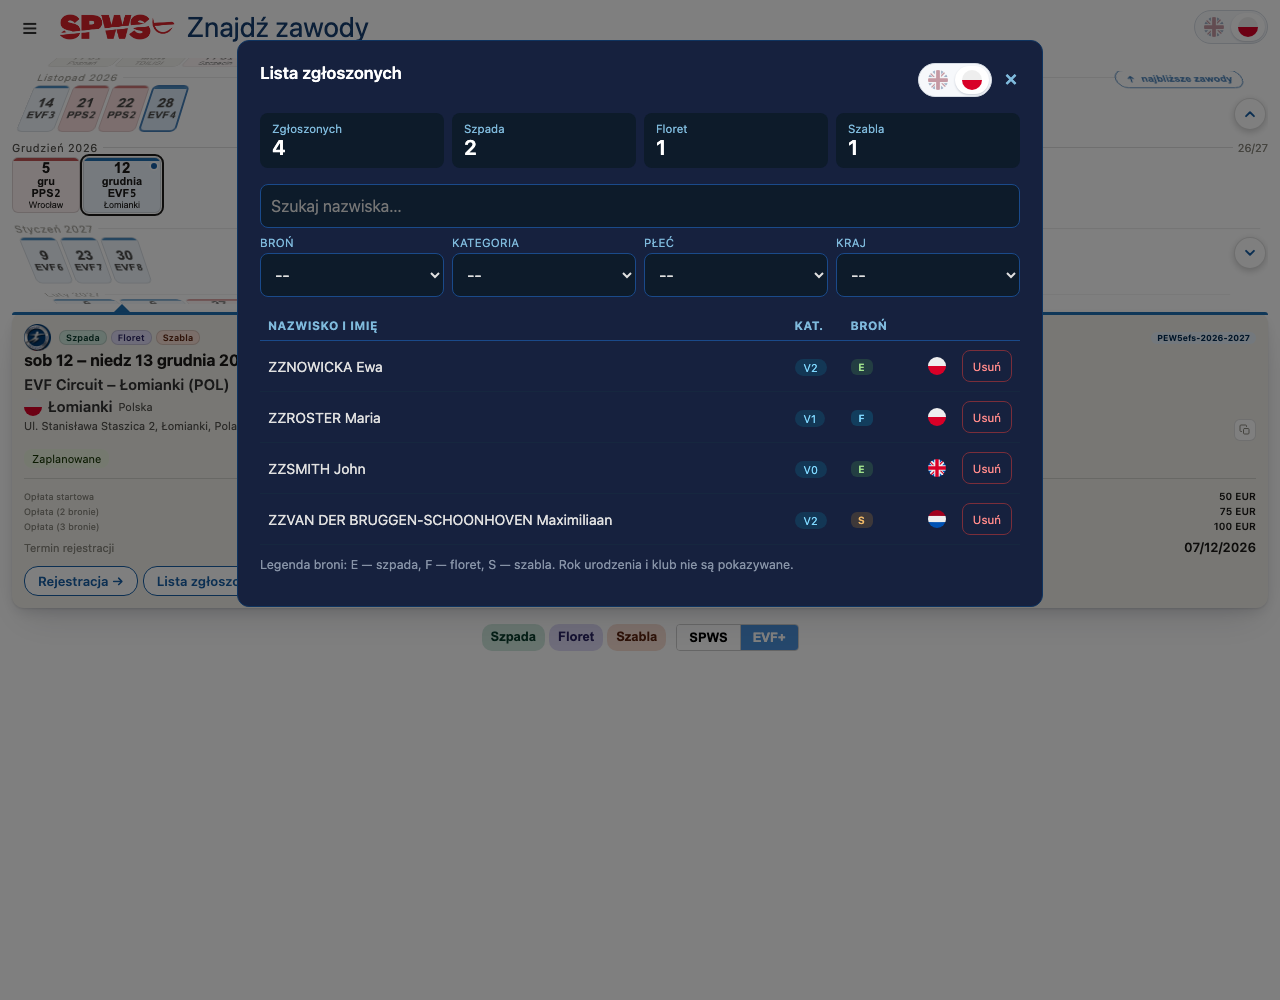 SPWS Znajdź zawody
Listopad 2026
↑ najbliższe zawody
14 EVF3
21 PPS2
22 PPS2
28 EVF4
Grudzień 2026
26/27
5 gru PPS2 Wrocław
12 grudnia EVF5 Łomianki
Styczeń 2027
9 EVF6
23 EVF7
30 EVF8
Szpada Floret Szabla
PEW5efs-2026-2027
sob 12 – niedz 13 grudnia 20
EVF Circuit – Łomianki (POL)
Łomianki Polska
Ul. Stanisława Staszica 2, Łomianki, Pola
Zaplanowane
Opłata startowa 50 EUR
Opłata (2 bronie) 75 EUR
Opłata (3 bronie) 100 EUR
Termin rejestracji 07/12/2026
Rejestracja → Lista zgłoszo
Lista zgłoszonych ×
Zgłoszonych Szpada Floret Szabla
4 2 1 1
Szukaj nazwiska...
BROŃ KATEGORIA PŁEĆ KRAJ
-- -- -- --
NAZWISKO I IMIĘ KAT. BROŃ
ZZNOWICKA Ewa V2 E Usuń
ZZROSTER Maria V1 F Usuń
ZZSMITH John V0 E Usuń
ZZVAN DER BRUGGEN-SCHOONHOVEN Maximiliaan V2 S Usuń
Legenda broni: E — szpada, F — floret, S — szabla. Rok urodzenia i klub nie są pokazywane.
Szpada Floret Szabla SPWS EVF+